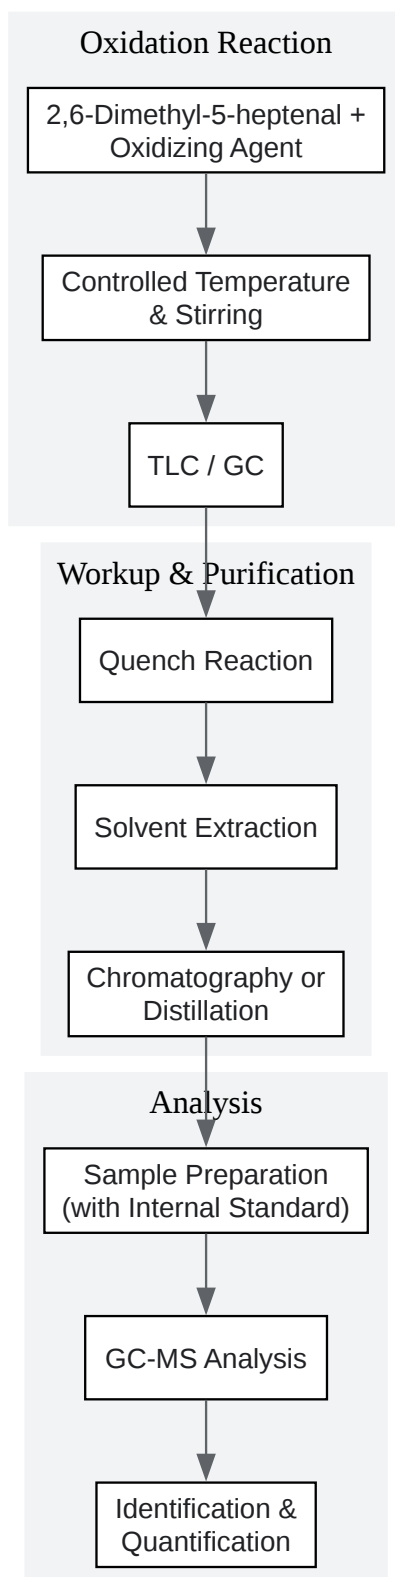 Oxidation Reaction
2,6-Dimethyl-5-heptenal +
Oxidizing Agent
Controlled Temperature
& Stirring
TLC / GC
Workup & Purification
Quench Reaction
Solvent Extraction
Chromatography or
Distillation
Analysis
Sample Preparation
(with Internal Standard)
GC-MS Analysis
Identification &
Quantification